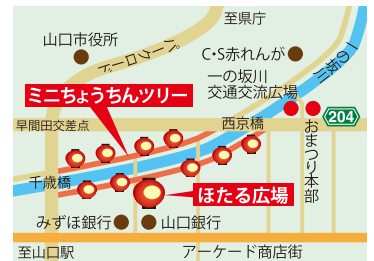 至県庁
山口市役所
パークロード
C・S赤れんが
一の坂川
一の坂川
交通交流広場
ミニちょうちんツリー
204
早間田交差点
西京橋
おまつり本部
千歳橋
ほたる広場
みずほ銀行
山口銀行
至山口駅
アーケード商店街